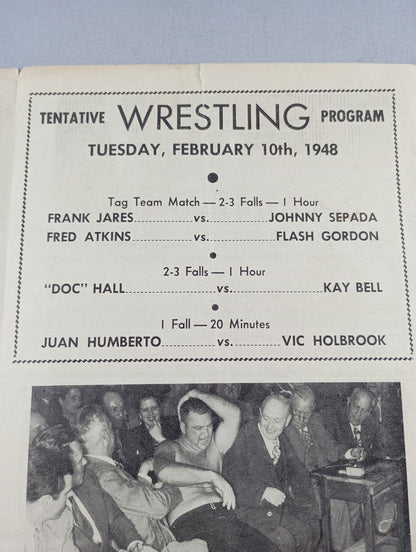 TENTATIVE WRESTLING PROGRAM
TUESDAY, FEBRUARY 10th, 1948
Tag Team Match — 2-3 Falls — 1 Hour
FRANK JARES................vs................JOHNNY SEPADA
FRED ATKINS................vs................FLASH GORDON
2-3 Falls — 1 Hour
"DOC" HALL................vs................KAY BELL
1 Fall — 20 Minutes
JUAN HUMBERTO................vs................VIC HOLBROOK